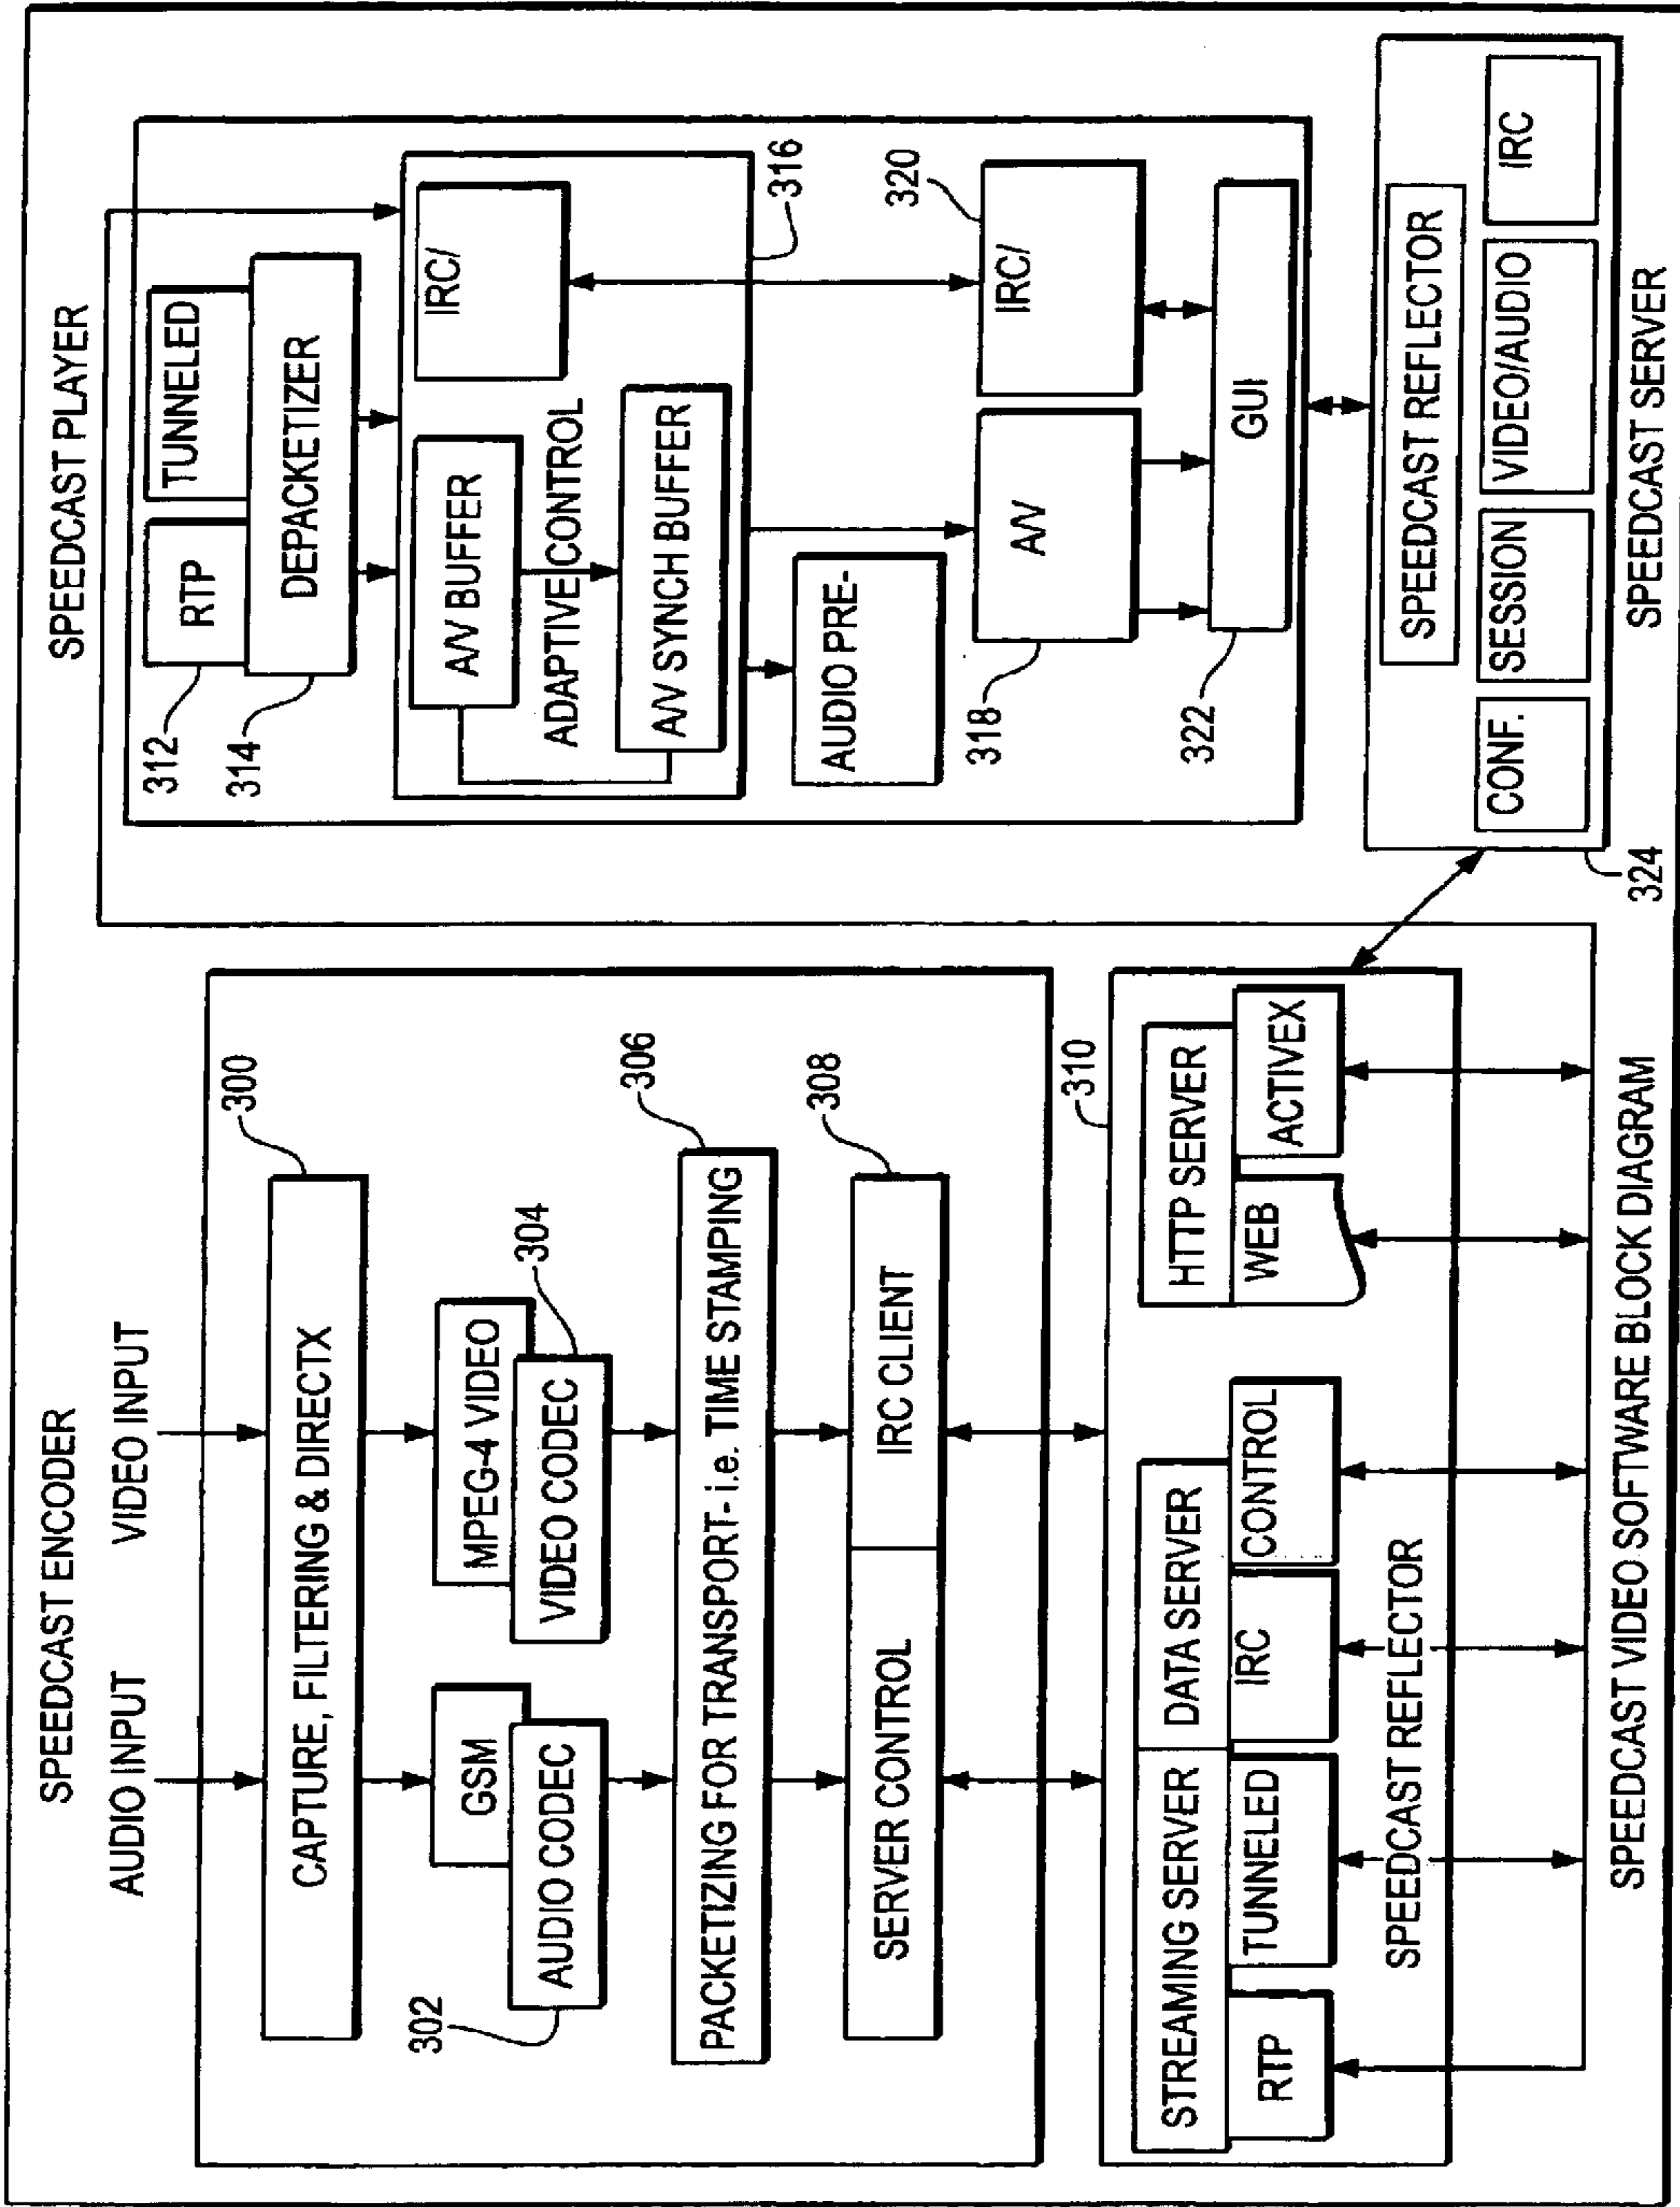 SPEEDCAST ENCODER
AUDIO INPUT
VIDEO INPUT
300
CAPTURE, FILTERING & DIRECTX
GSM
AUDIO CODEC
302
MPEG-4 VIDEO
VIDEO CODEC
304
306
PACKETIZING FOR TRANSPORT- i.e. TIME STAMPING
308
SERVER CONTROL
IRC CLIENT
310
STREAMING SERVER
DATA SERVER
HTTP SERVER
RTP
TUNNELED
IRC
CONTROL
WEB
ACTIVEX
SPEEDCAST REFLECTOR
SPEEDCAST PLAYER
312
RTP
TUNNELED
314
DEPACKETIZER
A/V BUFFER
IRC/
ADAPTIVE CONTROL
A/V SYNCH BUFFER
316
AUDIO PRE-
318
A/V
320
IRC/
322
GUI
SPEEDCAST REFLECTOR
CONF.
SESSION
VIDEO/AUDIO
IRC
324
SPEEDCAST SERVER
SPEEDCAST VIDEO SOFTWARE BLOCK DIAGRAM